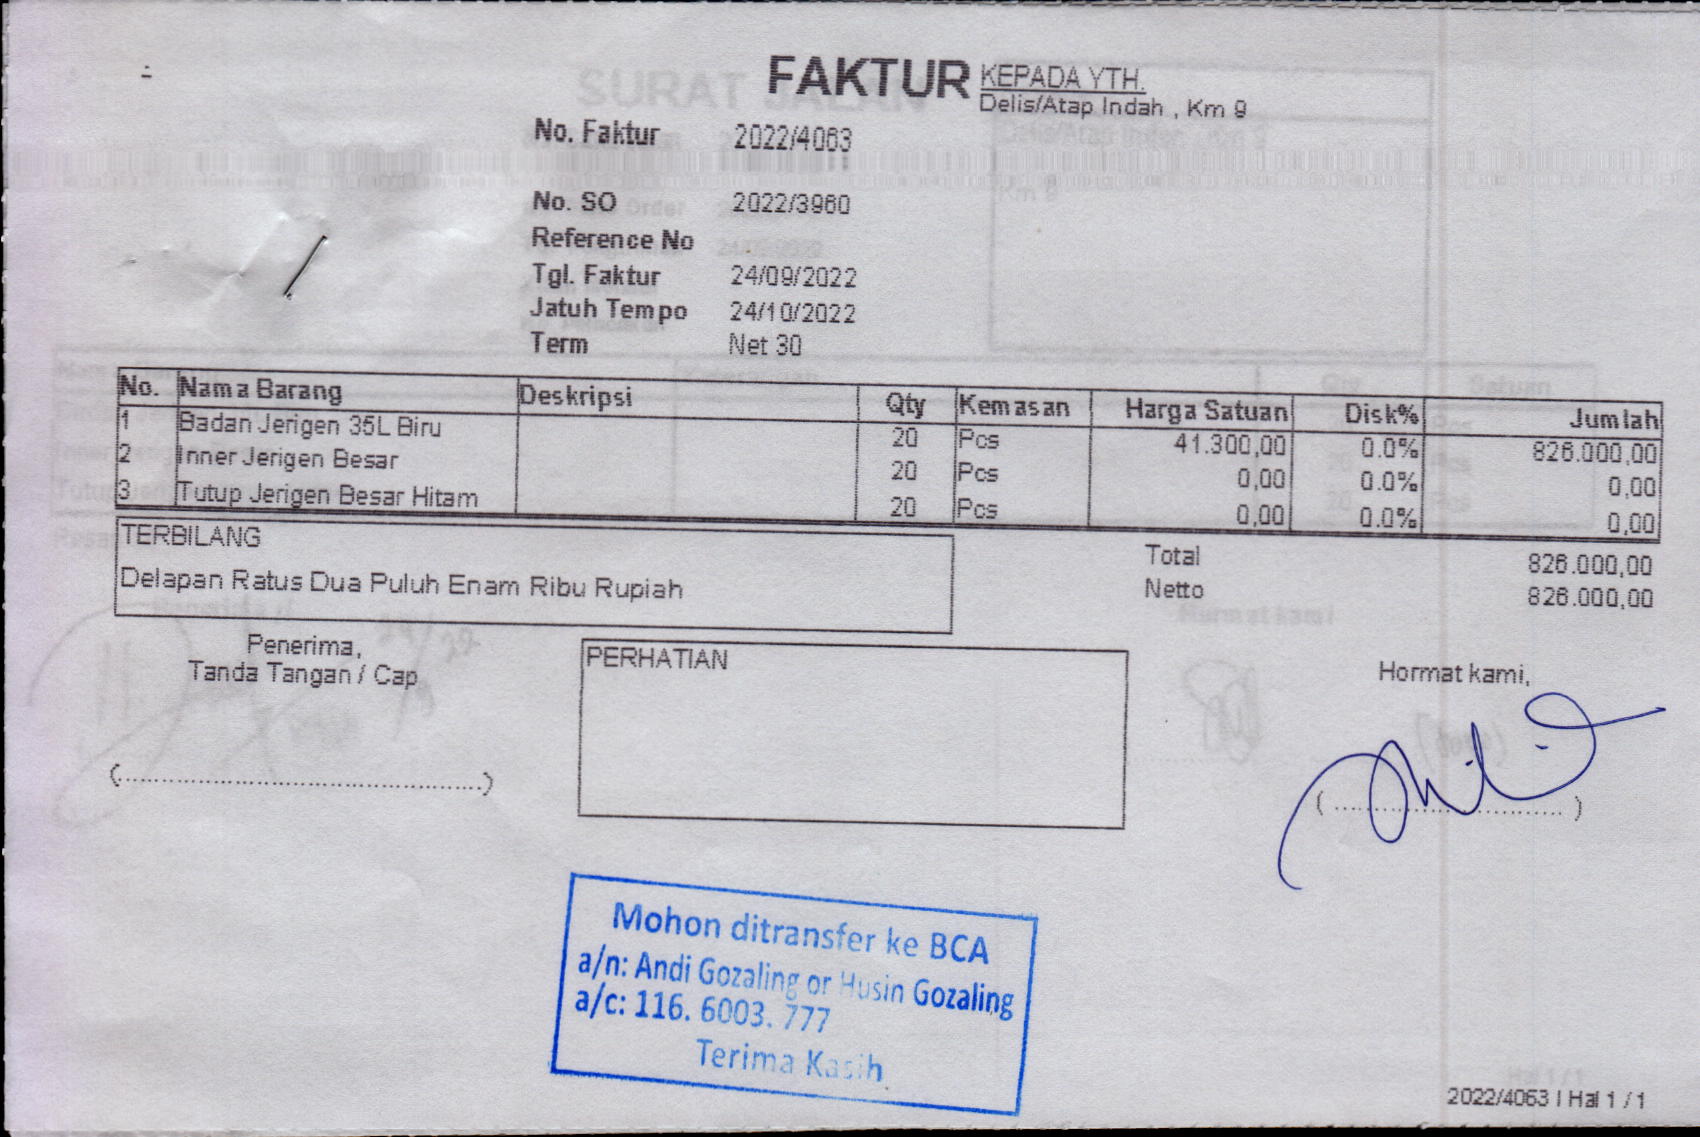 FAKTUR
KEPADA YTH.
Delis/Atap Indah , Km 9
No. Faktur 2022/4063
No. SO 2022/3960
Reference No
Tgl. Faktur 24/09/2022
Jatuh Tempo 24/10/2022
Term Net 30
No. Nama Barang Deskripsi Qty Kemasan Harga Satuan Disk% Jumlah
1 Badan Jerigen 35L Biru 20 Pcs 41.300,00 0.0% 826.000,00
2 Inner Jerigen Besar 20 Pcs 0,00 0.0% 0,00
3 Tutup Jerigen Besar Hitam 20 Pcs 0,00 0.0% 0,00
TERBILANG
Delapan Ratus Dua Puluh Enam Ribu Rupiah
Total 826.000,00
Netto 826.000,00
Penerima,
Tanda Tangan / Cap
(........................................................)
PERHATIAN
Hormat kami,
( ................................... )
Mohon ditransfer ke BCA
a/n: Andi Gozaling or Husin Gozaling
a/c: 116. 6003. 777
Terima Kasih
2022/4063 | Hal 1 / 1